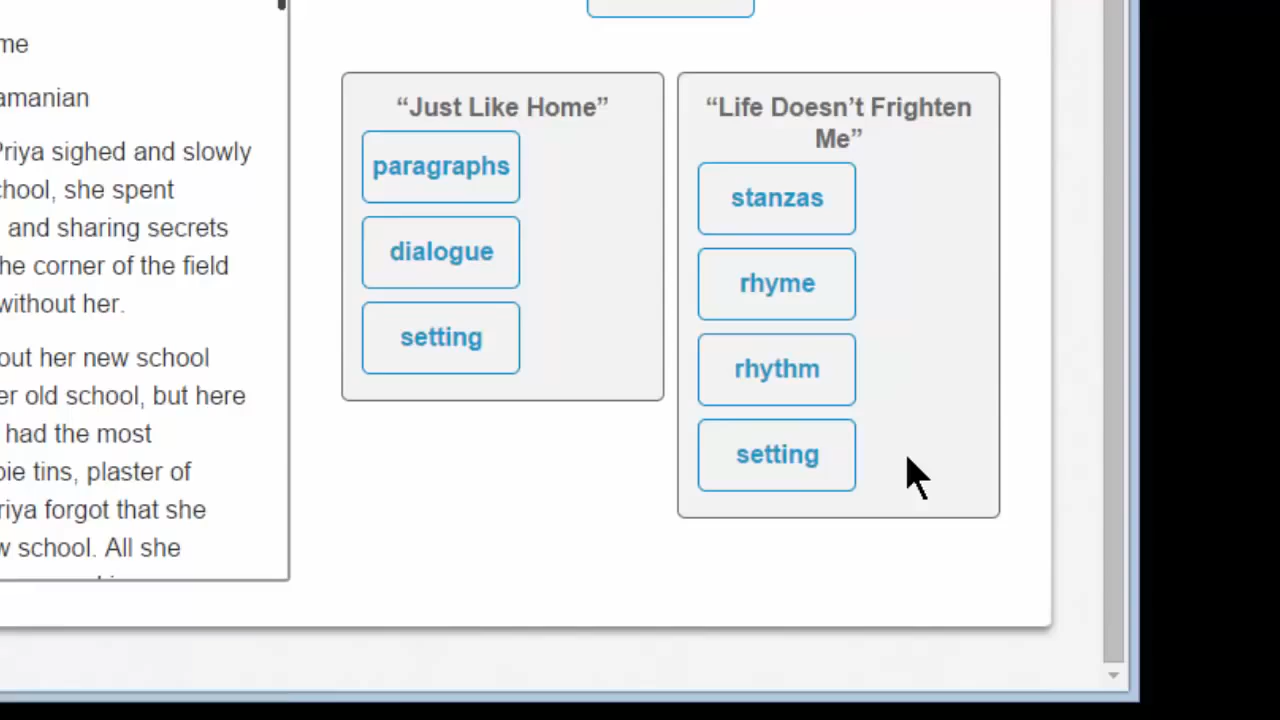 me
amanian
Priya sighed and slowly
chool, she spent
and sharing secrets
he corner of the field
without her.
out her new school
er old school, but here
had the most
pie tins, plaster of
riya forgot that she
w school. All she
“Just Like Home”
paragraphs
dialogue
setting
“Life Doesn’t Frighten
Me”
stanzas
rhyme
rhythm
setting